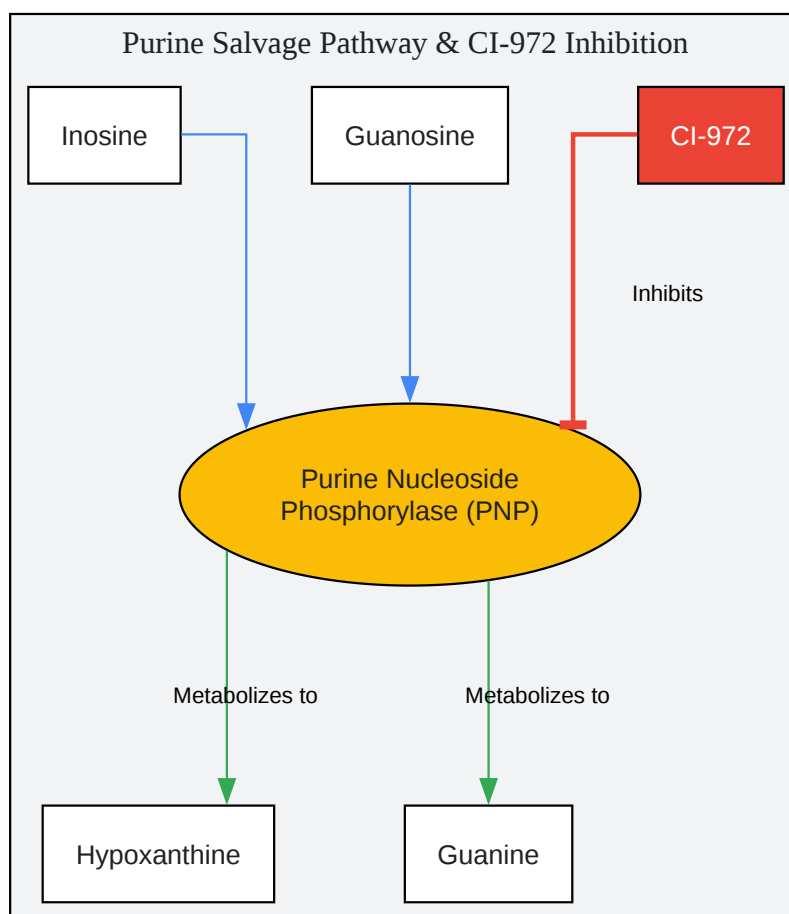 Purine Salvage Pathway & CI-972 Inhibition
Inosine
Guanosine
CI-972
Inhibits
Purine Nucleoside
Phosphorylase (PNP)
Metabolizes to
Metabolizes to
Hypoxanthine
Guanine